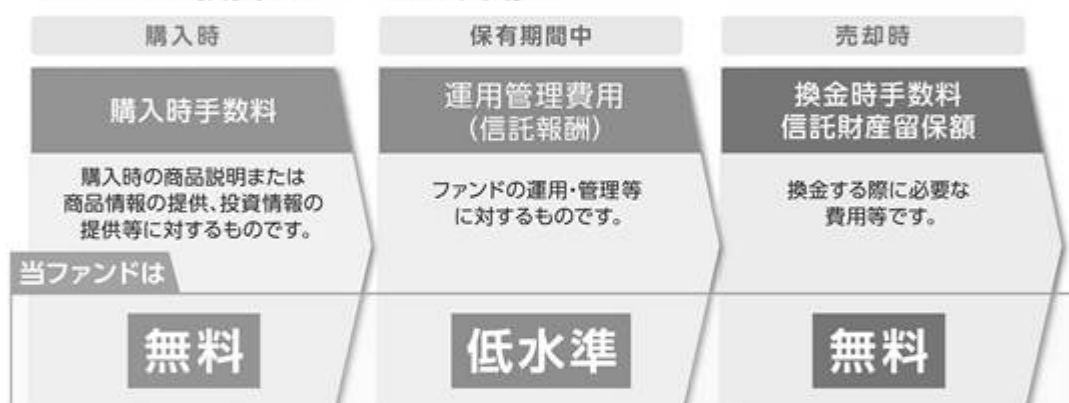 購入時
保有期間中
売却時
購入時手数料
運用管理費用
(信託報酬)
換金時手数料
信託財産留保額
購入時の商品説明または
商品情報の提供、投資情報の
提供等に対するものです。
ファンドの運用・管理等
に対するものです。
換金する際に必要な
費用等です。
当ファンドは
無料
低水準
無料